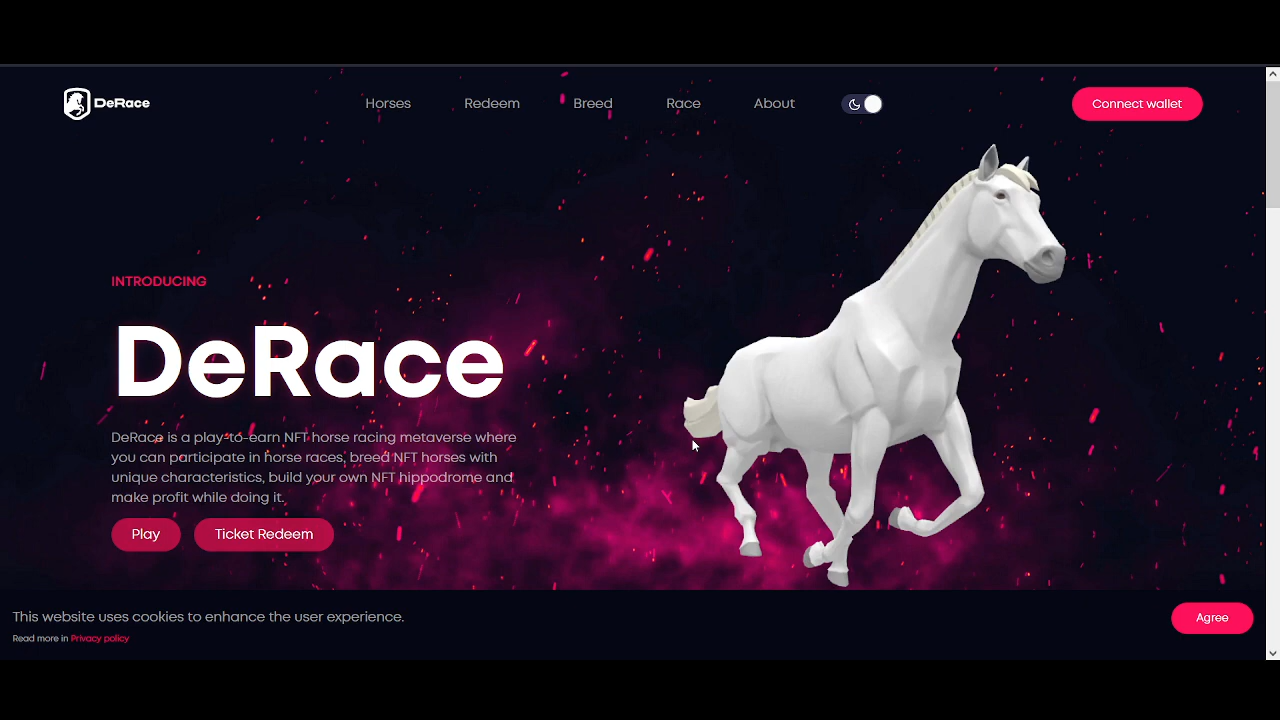 DeRace
Horses
Redeem
Breed
Race
About
Connect wallet
INTRODUCING
DeRace
DeRace is a play-to-earn NFT horse racing metaverse where
you can participate in horse races, breed NFT horses with
unique characteristics, build your own NFT hippodrome and
make profit while doing it.
Play
Ticket Redeem
This website uses cookies to enhance the user experience.
Read more in Privacy policy
Agree